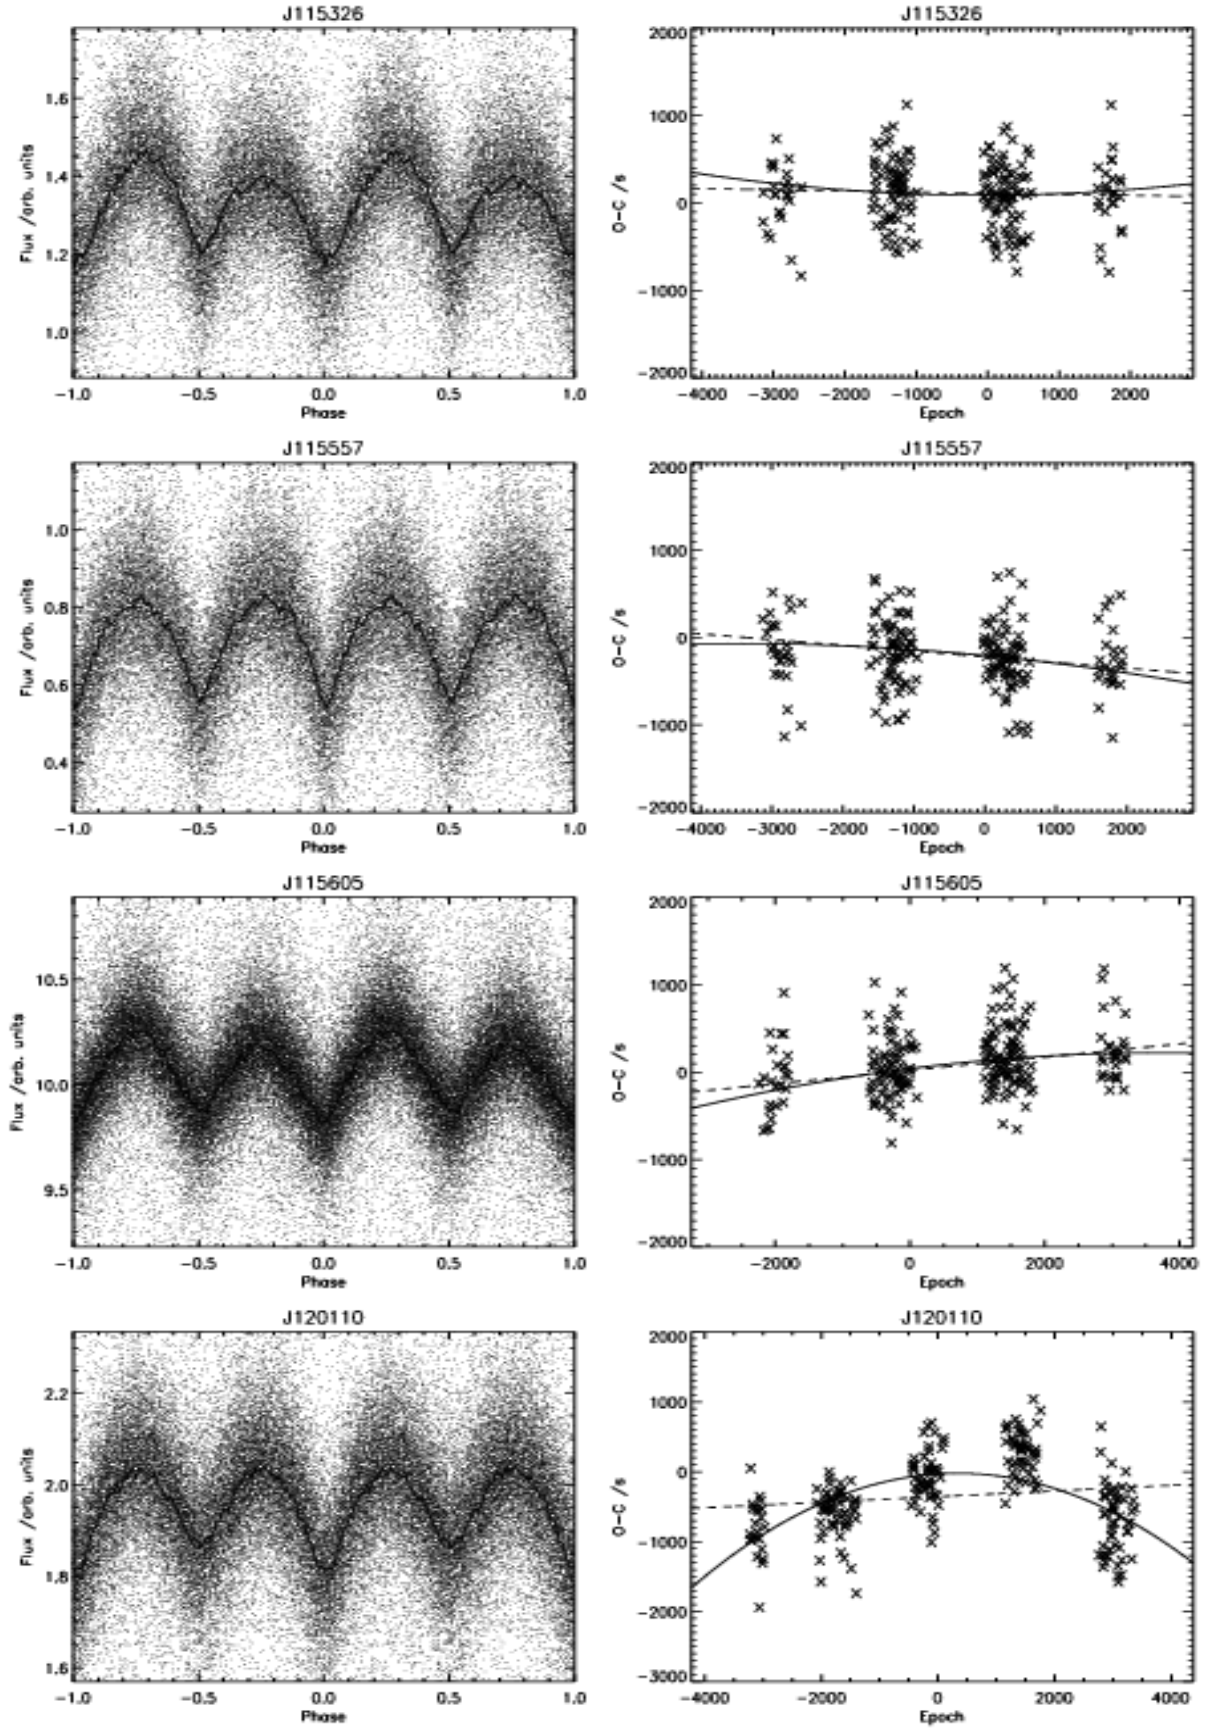 J115326
Flux /arb. units
1.6
1.4
1.2
1.0
-1.0 -0.5 0.0 0.5 1.0
Phase
J115326
O-C /s
2000
1000
0
-1000
-2000
-4000 -3000 -2000 -1000 0 1000 2000
Epoch
J115557
Flux /arb. units
1.0
0.8
0.6
0.4
-1.0 -0.5 0.0 0.5 1.0
Phase
J115557
O-C /s
2000
1000
0
-1000
-2000
-4000 -3000 -2000 -1000 0 1000 2000
Epoch
J115605
Flux /arb. units
10.5
10.0
9.5
-1.0 -0.5 0.0 0.5 1.0
Phase
J115605
O-C /s
2000
1000
0
-1000
-2000
-2000 0 2000 4000
Epoch
J120110
Flux /arb. units
2.2
2.0
1.8
1.6
-1.0 -0.5 0.0 0.5 1.0
Phase
J120110
O-C /s
2000
1000
0
-1000
-2000
-3000
-4000 -2000 0 2000 4000
Epoch